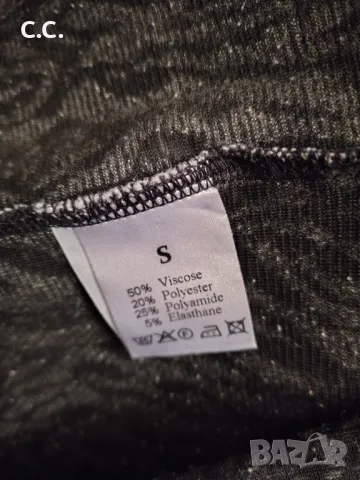 C.C.
S
50% Viscose
20% Polyester
25% Polyamide
5% Elasthane
BAZAR